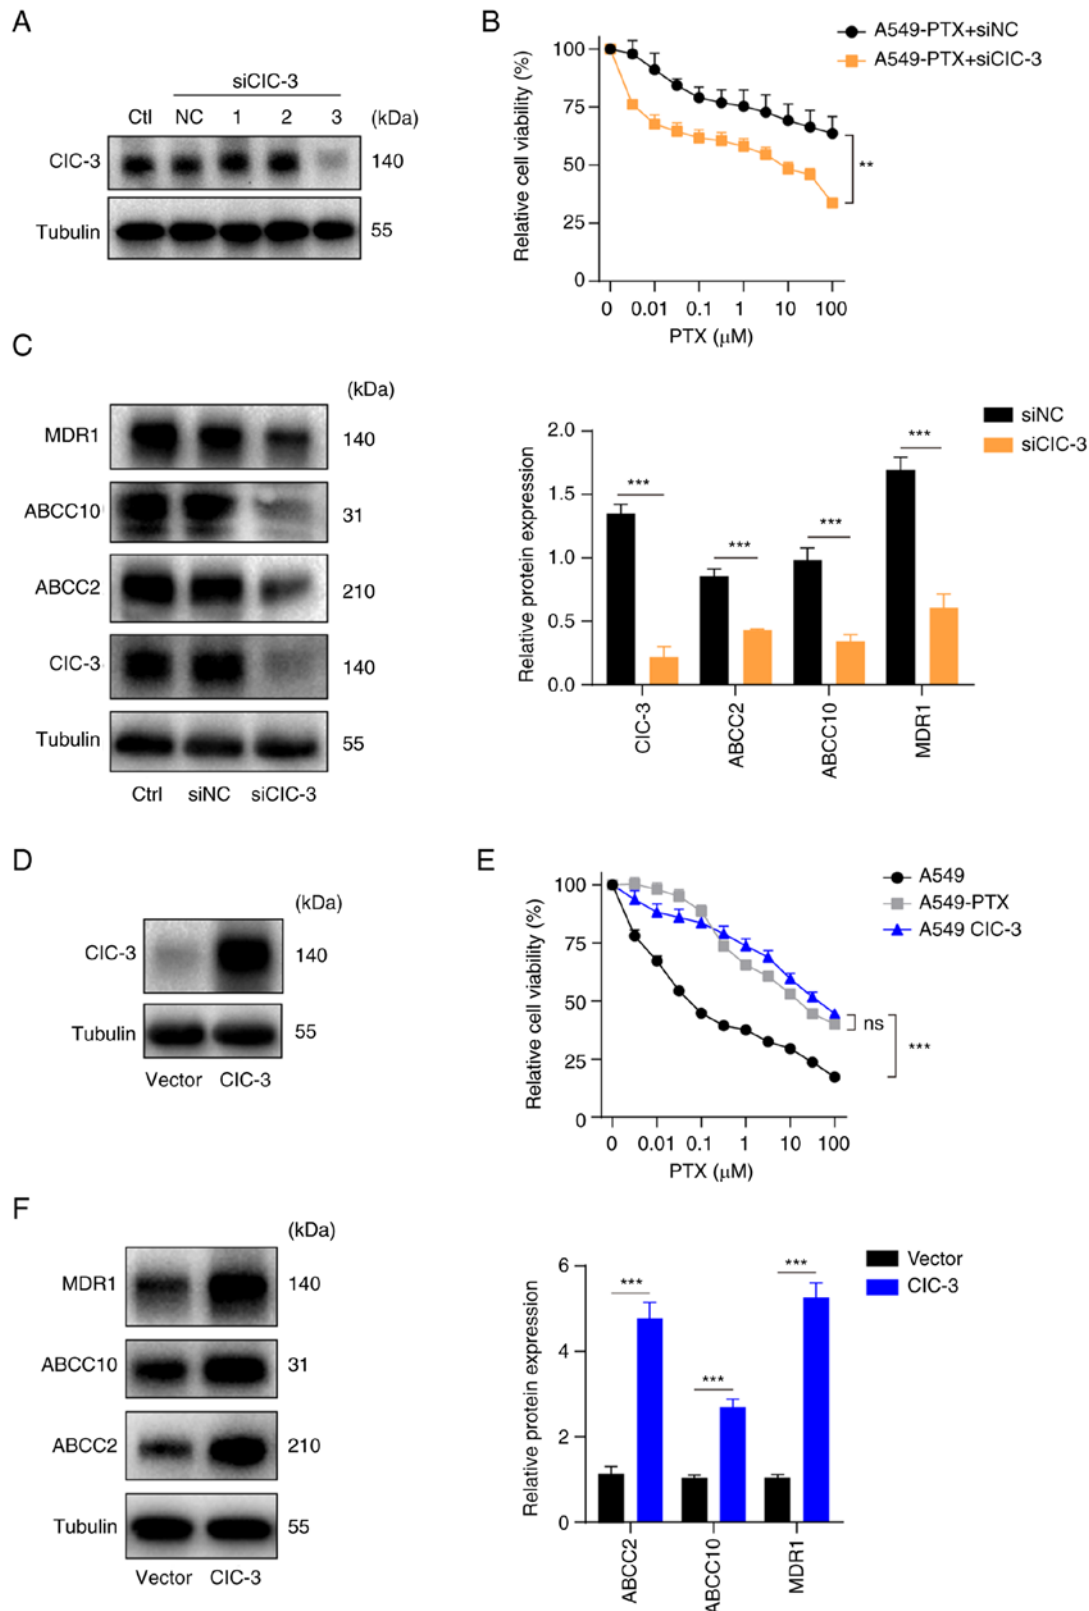 A
siClC-3
Ctl NC 1 2 3 (kDa)
ClC-3 140
Tubulin 55
B
A549-PTX+siNC
A549-PTX+siClC-3
Relative cell viability (%)
100
75
50
25
0
**
0 0.01 0.1 1 10 100
PTX (μM)
C
(kDa)
MDR1 140
ABCC10 31
ABCC2 210
ClC-3 140
Tubulin 55
Ctrl siNC siClC-3
siNC
siClC-3
Relative protein expression
2.0
1.5
1.0
0.5
0.0
*** *** *** ***
ClC-3 ABCC2 ABCC10 MDR1
D
(kDa)
ClC-3 140
Tubulin 55
Vector ClC-3
E
A549
A549-PTX
A549 ClC-3
Relative cell viability (%)
100
75
50
25
0
ns
***
0 0.01 0.1 1 10 100
PTX (μM)
F
(kDa)
MDR1 140
ABCC10 31
ABCC2 210
Tubulin 55
Vector ClC-3
Vector
ClC-3
Relative protein expression
6
4
2
0
*** *** ***
ABCC2 ABCC10 MDR1